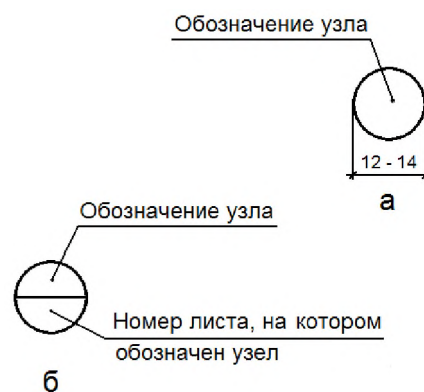 Обозначение узла
12 - 14
а
Обозначение узла
Номер листа, на котором
обозначен узел
б